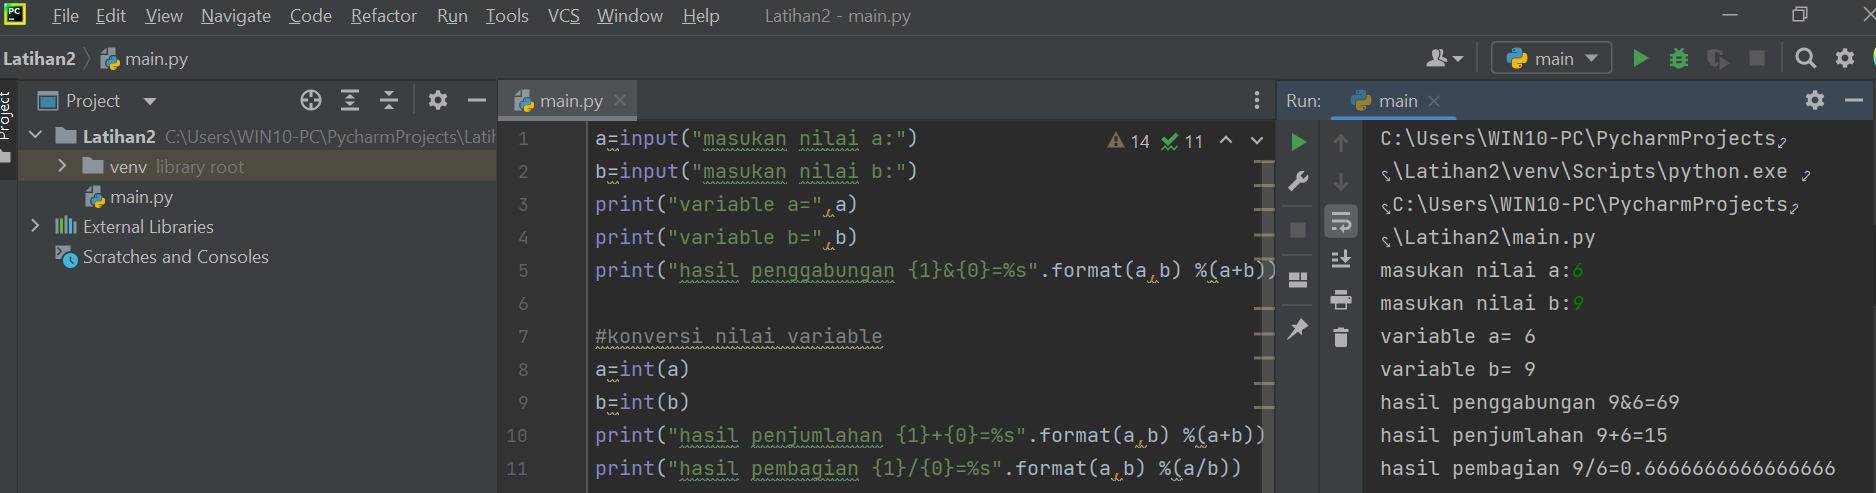 PC File Edit View Navigate Code Refactor Run Tools VCS Window Help Latihan2 - main.py
Latihan2 main.py main
Project
Project
Latihan2 C:\Users\WIN10-PC\PycharmProjects\Latih
venv library root
main.py
External Libraries
Scratches and Consoles
main.py
14 11
1 a=input("masukan nilai a:")
2 b=input("masukan nilai b:")
3 print("variable a=",a)
4 print("variable b=",b)
5 print("hasil penggabungan {1}&{0}=%s".format(a,b) %(a+b))
6
7 #konversi nilai variable
8 a=int(a)
9 b=int(b)
10 print("hasil penjumlahan {1}+{0}=%s".format(a,b) %(a+b))
11 print("hasil pembagian {1}/{0}=%s".format(a,b) %(a/b))
Run: main
C:\Users\WIN10-PC\PycharmProjects
\Latihan2\venv\Scripts\python.exe
C:\Users\WIN10-PC\PycharmProjects
\Latihan2\main.py
masukan nilai a:6
masukan nilai b:9
variable a= 6
variable b= 9
hasil penggabungan 9&6=69
hasil penjumlahan 9+6=15
hasil pembagian 9/6=0.6666666666666666